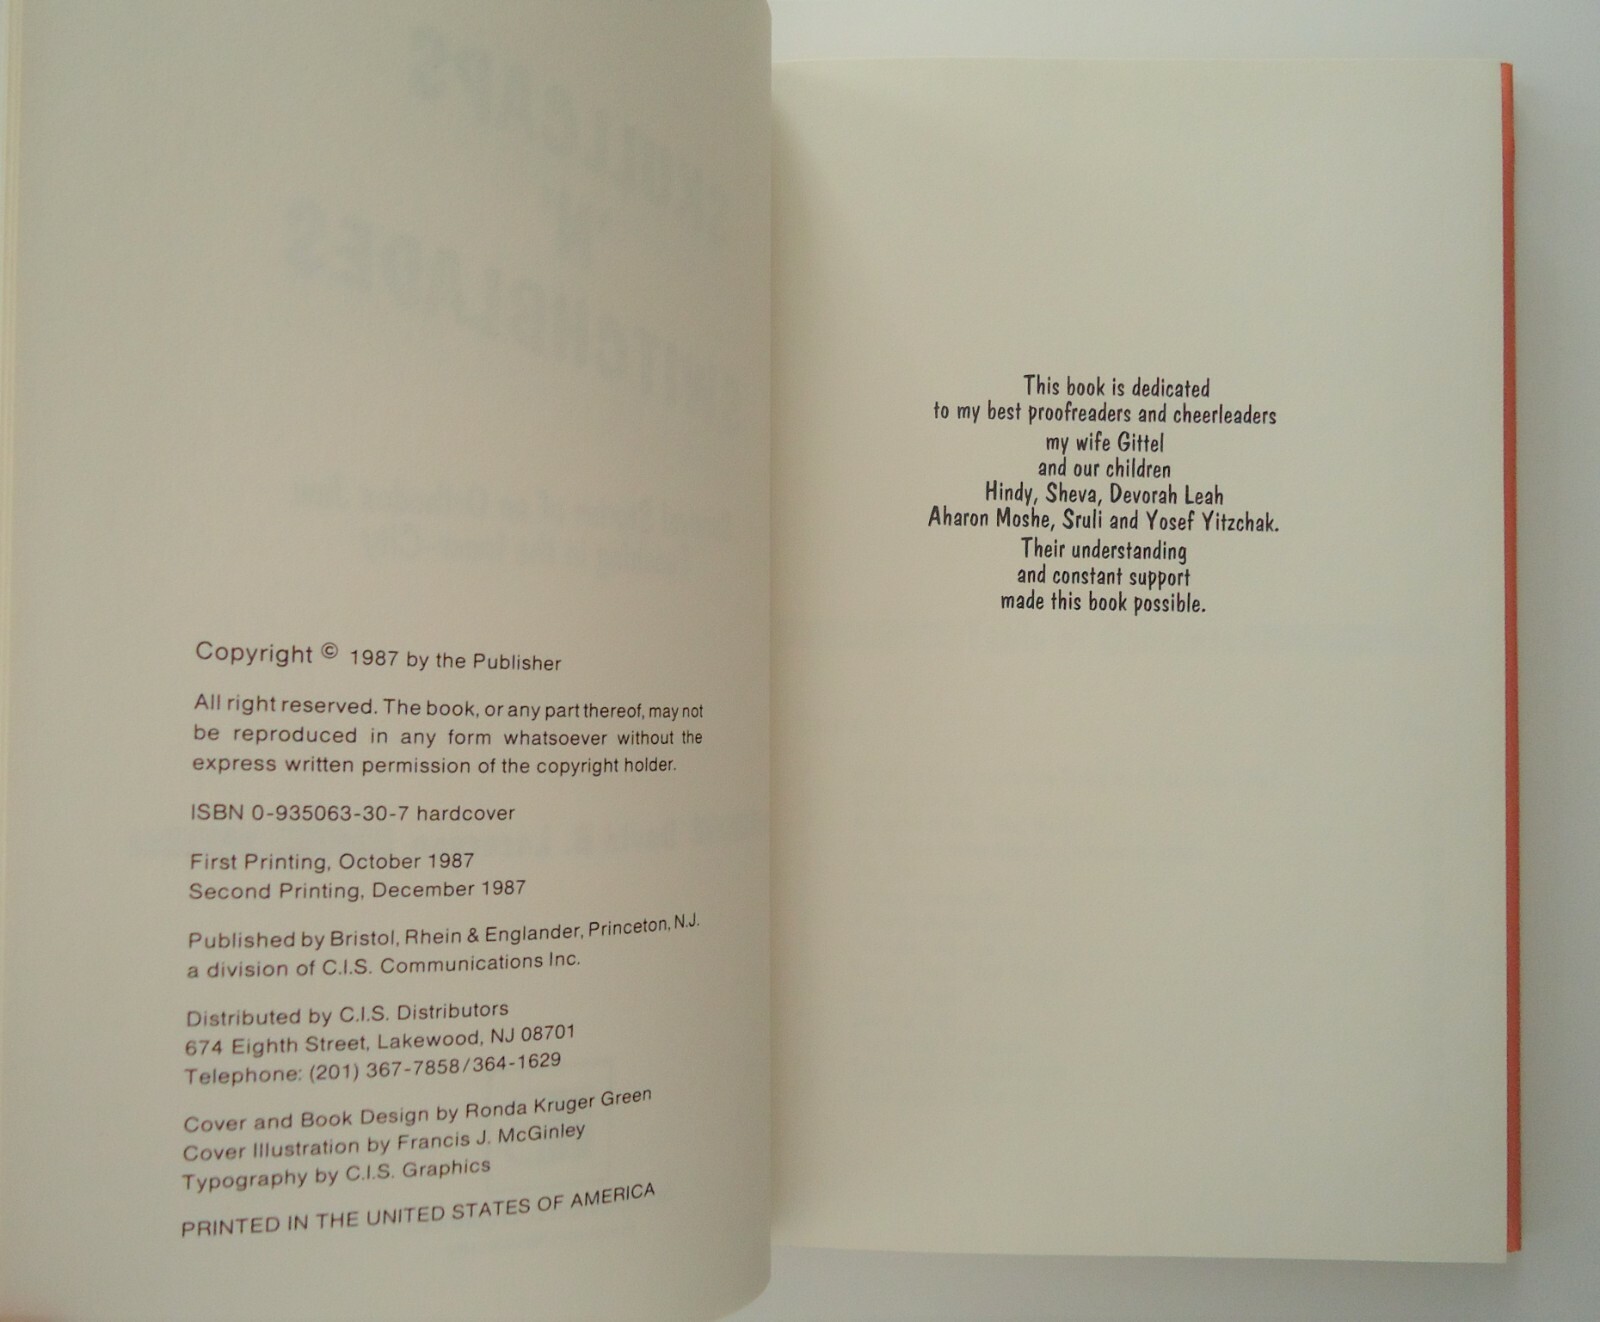 Copyright © 1987 by the Publisher
All right reserved. The book, or any part thereof, may not
be reproduced in any form whatsoever without the
express written permission of the copyright holder.
ISBN 0-935063-30-7 hardcover
First Printing, October 1987
Second Printing, December 1987
Published by Bristol, Rhein & Englander, Princeton, N.J.
a division of C.I.S. Communications Inc.
Distributed by C.I.S. Distributors
674 Eighth Street, Lakewood, NJ 08701
Telephone: (201) 367-7858/364-1629
Cover and Book Design by Ronda Kruger Green
Cover Illustration by Francis J. McGinley
Typography by C.I.S. Graphics
PRINTED IN THE UNITED STATES OF AMERICA
This book is dedicated
to my best proofreaders and cheerleaders
my wife Gittel
and our children
Hindy, Sheva, Devorah Leah
Aharon Moshe, Sruli and Yosef Yitzchak.
Their understanding
and constant support
made this book possible.